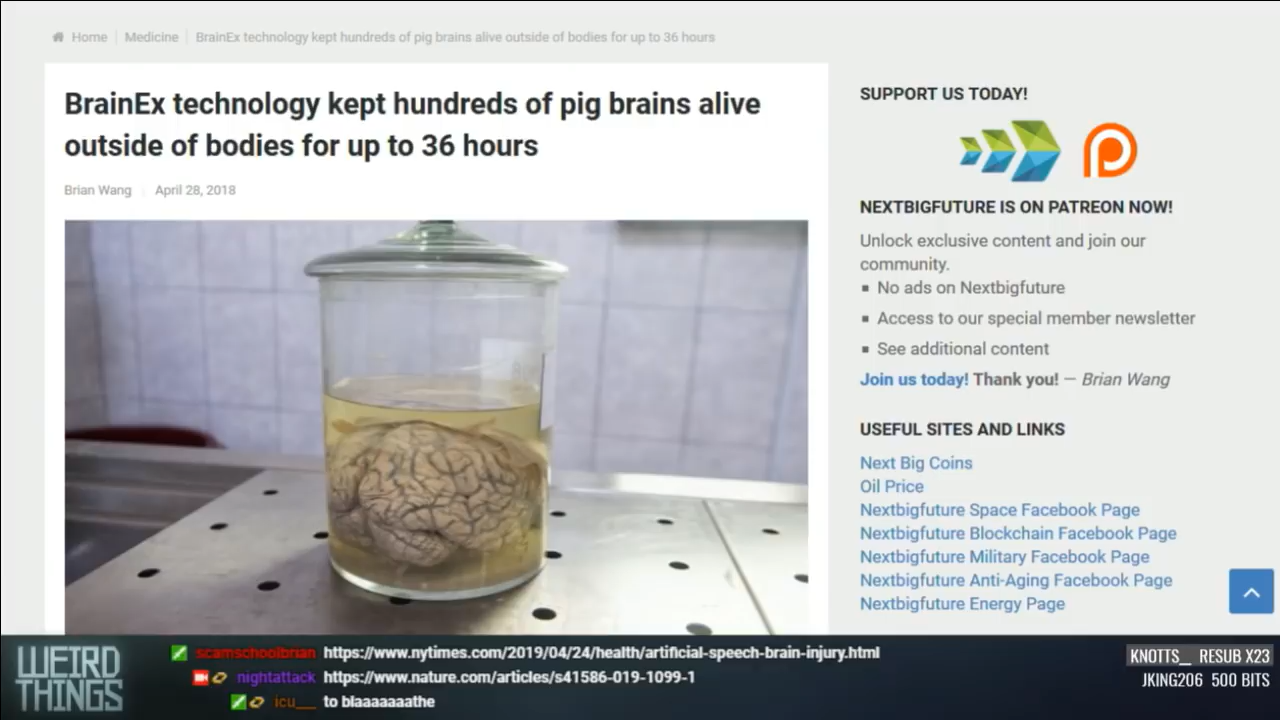 Home | Medicine | BrainEx technology kept hundreds of pig brains alive outside of bodies for up to 36 hours
BrainEx technology kept hundreds of pig brains alive
outside of bodies for up to 36 hours
Brian Wang | April 28, 2018
SUPPORT US TODAY!
NEXTBIGFUTURE IS ON PATREON NOW!
Unlock exclusive content and join our
community.
No ads on Nextbigfuture
Access to our special member newsletter
See additional content
Join us today! Thank you! — Brian Wang
USEFUL SITES AND LINKS
Next Big Coins
Oil Price
Nextbigfuture Space Facebook Page
Nextbigfuture Blockchain Facebook Page
Nextbigfuture Military Facebook Page
Nextbigfuture Anti-Aging Facebook Page
Nextbigfuture Energy Page
WEIRD
THINGS
scamschoolbrian https://www.nytimes.com/2019/04/24/health/artificial-speech-brain-injury.html
nightattack https://www.nature.com/articles/s41586-019-1099-1
icu__ to blaaaaaaathe
KNOTTS_ RESUB X23
JKING206 500 BITS